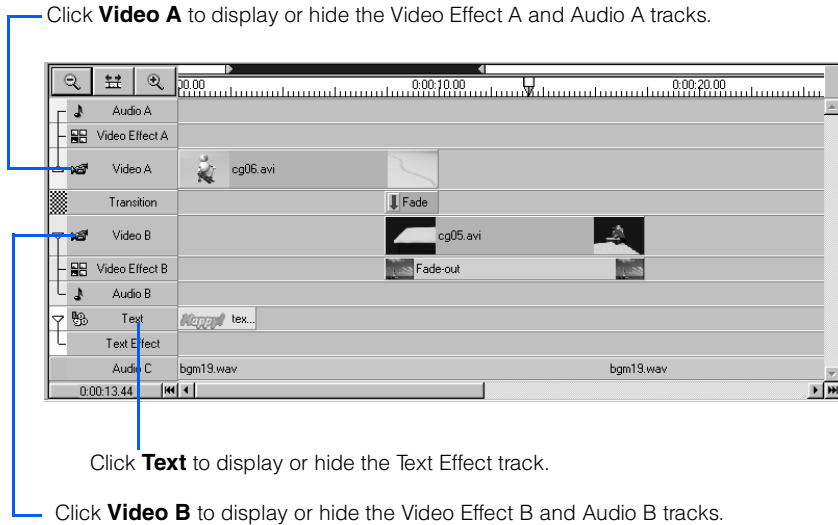 Click Video A to display or hide the Video Effect A and Audio A tracks.
00.00 0:00:10.00 0:00:20.00
Audio A
Video Effect A
Video A cg06.avi
Transition Fade
Video B cg05.avi
Video Effect B Fade-out
Audio B
Text Happy! tex...
Text Effect
Audio C bgm19.wav bgm19.wav
0:00:13.44
Click Text to display or hide the Text Effect track.
Click Video B to display or hide the Video Effect B and Audio B tracks.